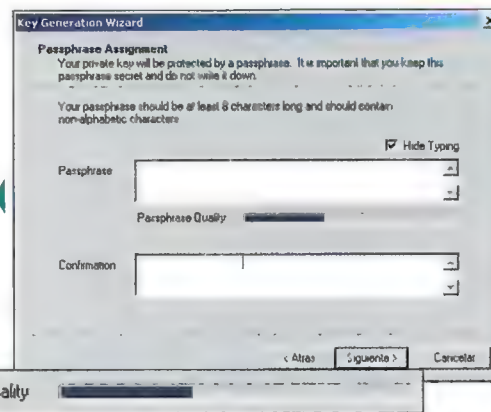 Key Generation Wizard
Passphrase Assignment
Your private key will be protected by a passphrase. It is important that you keep this
passphrase secret and do not write it down.
Your passphrase should be at least 8 characters long and should contain
non-alphabetic characters
Hide Typing
Passphrase
Passphrase Quality
Confirmation
< Atras
Siguiente >
Cancelar
ality